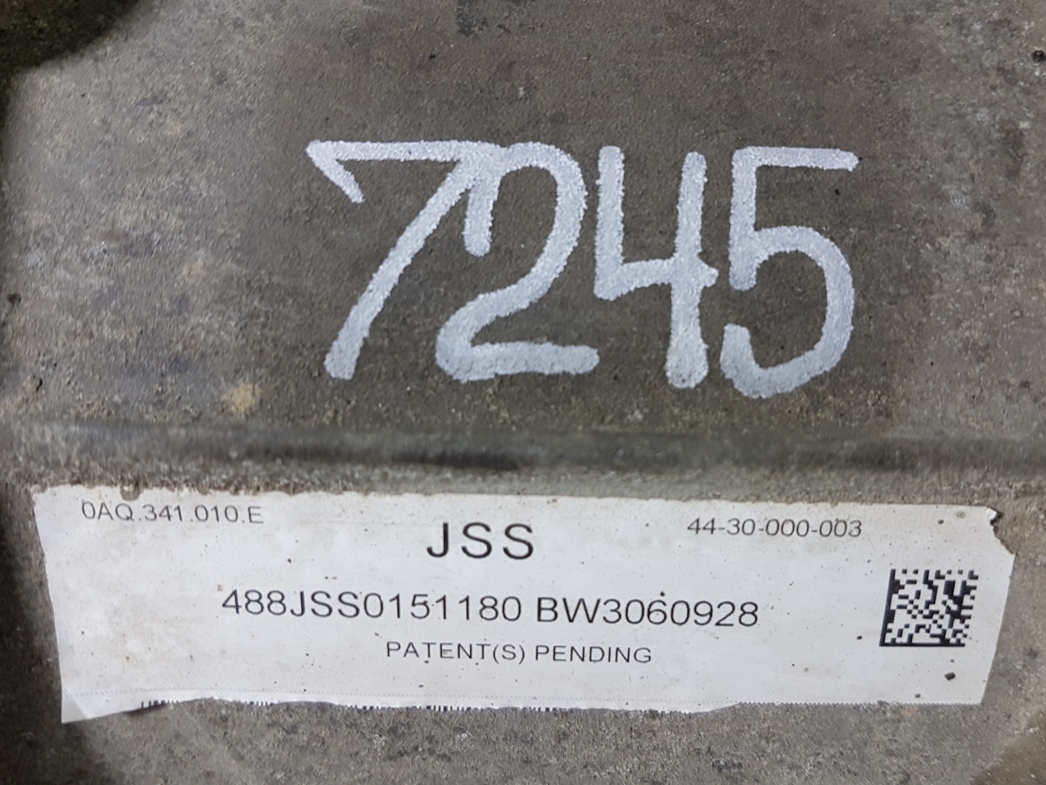 7245
0AQ.341.010.E
44-30-000-003
JSS
488JSS0151180 BW3060928
PATENT(S) PENDING